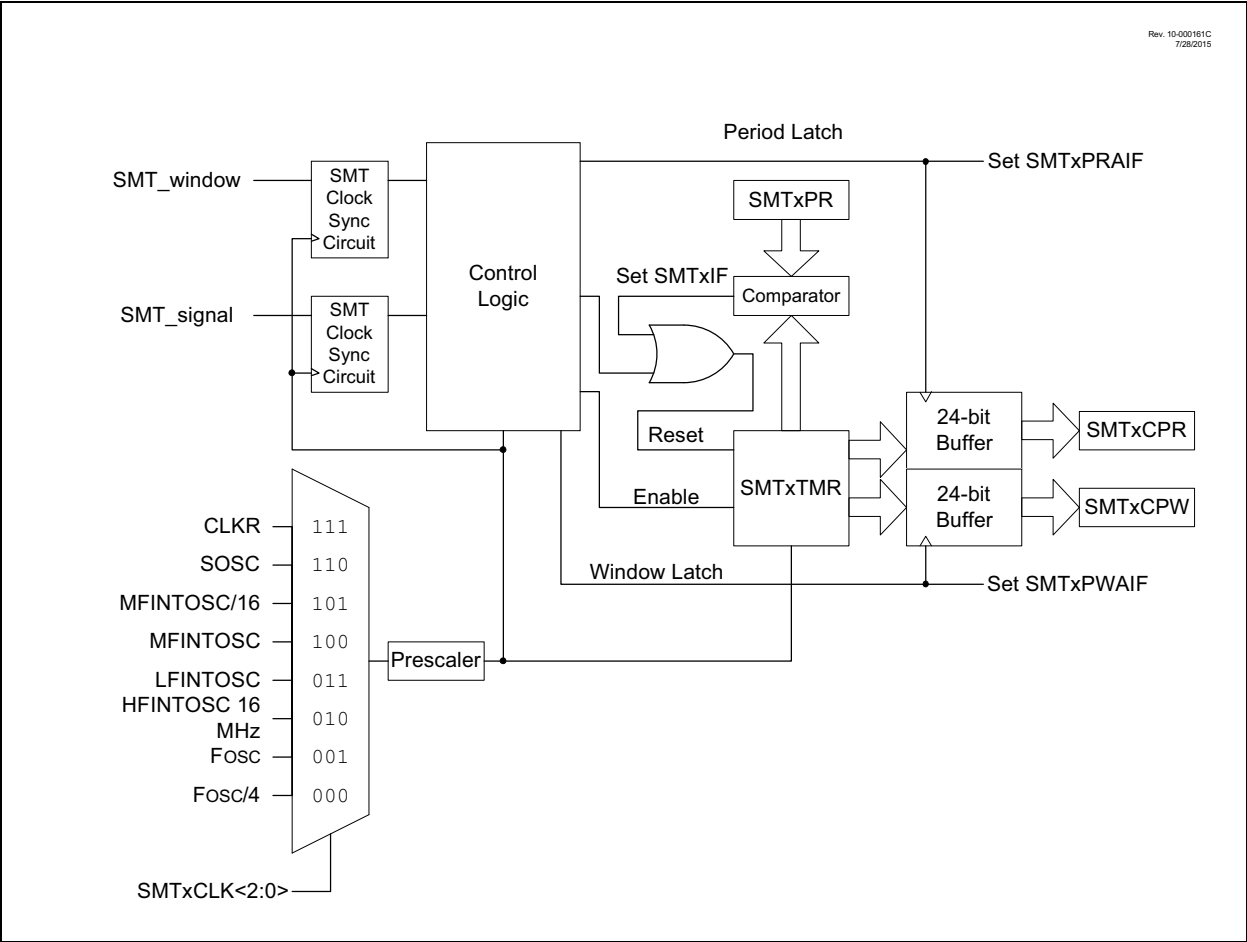 Rev. 10-000161C
7/28/2015
Period Latch
Set SMTxPRAIF
SMT_window
SMT
Clock
Sync
Circuit
SMTxPR
Control
Logic
Set SMTxIF
Comparator
SMT_signal
SMT
Clock
Sync
Circuit
24-bit
Buffer
SMTxCPR
Reset
SMTxTMR
Enable
24-bit
Buffer
SMTxCPW
Window Latch
Set SMTxPWAIF
CLKR 111
SOSC 110
MFINTOSC/16 101
MFINTOSC 100
LFINTOSC 011
HFINTOSC 16
MHz
010
FOSC 001
FOSC/4 000
Prescaler
SMTxCLK<2:0>